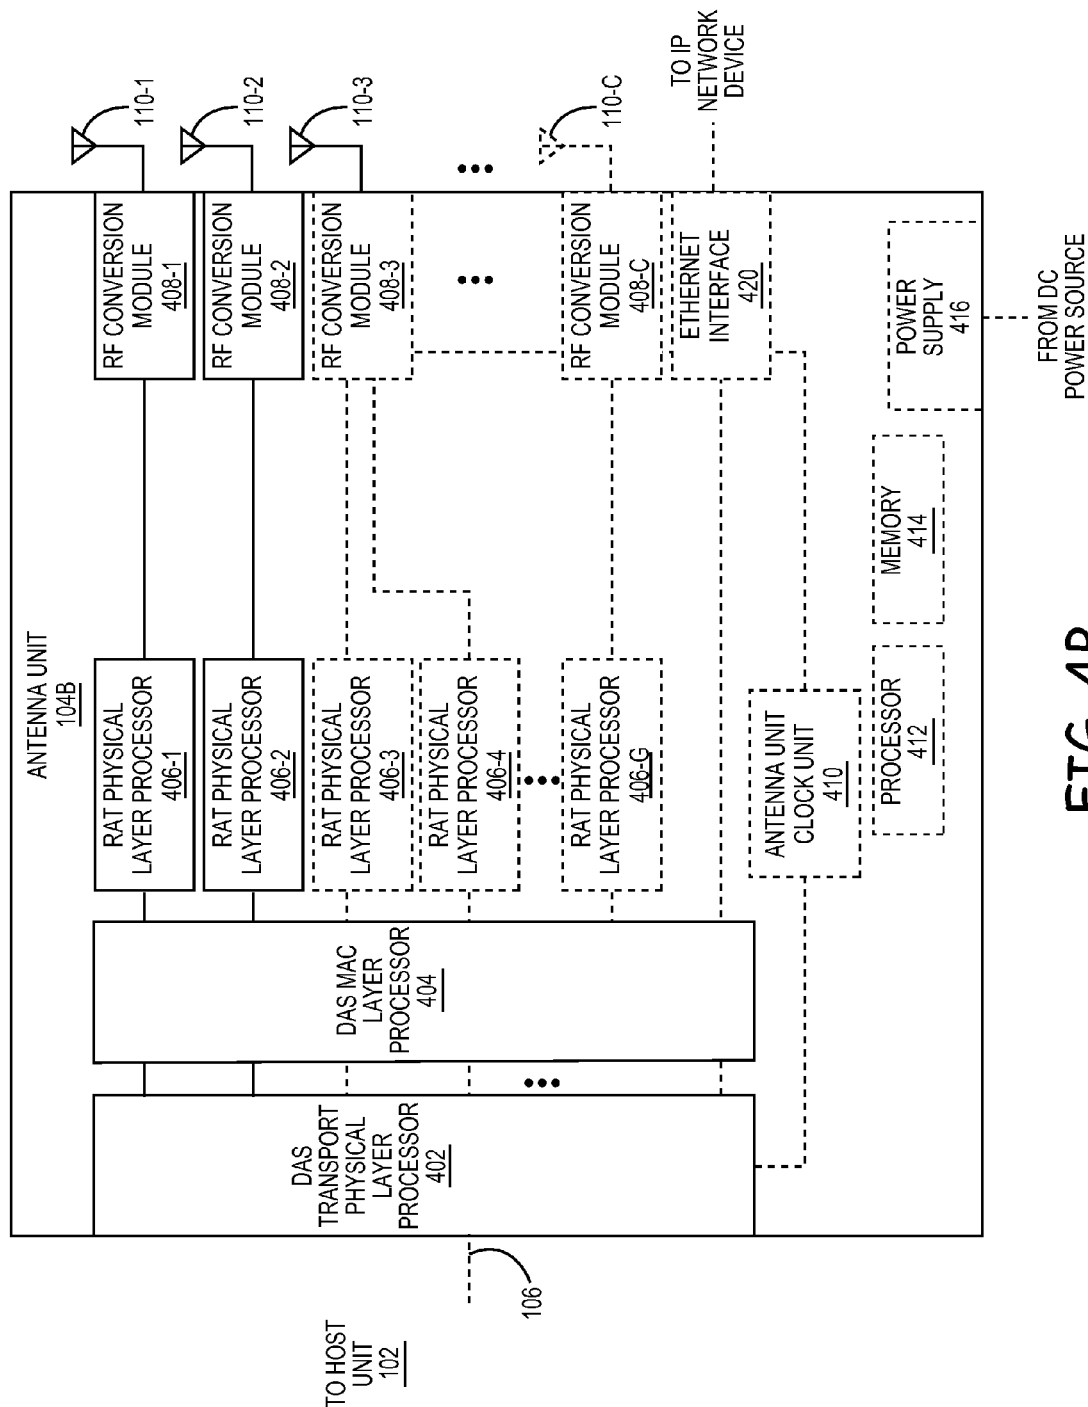 ANTENNA UNIT
104B
TO HOST
UNIT
102
106
DAS
TRANSPORT
PHYSICAL
LAYER
PROCESSOR
402
DAS MAC
LAYER
PROCESSOR
404
RAT PHYSICAL
LAYER PROCESSOR
406-1
RAT PHYSICAL
LAYER PROCESSOR
406-2
RAT PHYSICAL
LAYER PROCESSOR
406-3
RAT PHYSICAL
LAYER PROCESSOR
406-4
RAT PHYSICAL
LAYER PROCESSOR
406-G
RF CONVERSION
MODULE
408-1
RF CONVERSION
MODULE
408-2
RF CONVERSION
MODULE
408-3
RF CONVERSION
MODULE
408-C
ETHERNET
INTERFACE
420
110-1
110-2
110-3
110-C
TO IP
NETWORK
DEVICE
ANTENNA UNIT
CLOCK UNIT
410
PROCESSOR
412
MEMORY
414
POWER
SUPPLY
416
FROM DC
POWER SOURCE
FIG. 4B